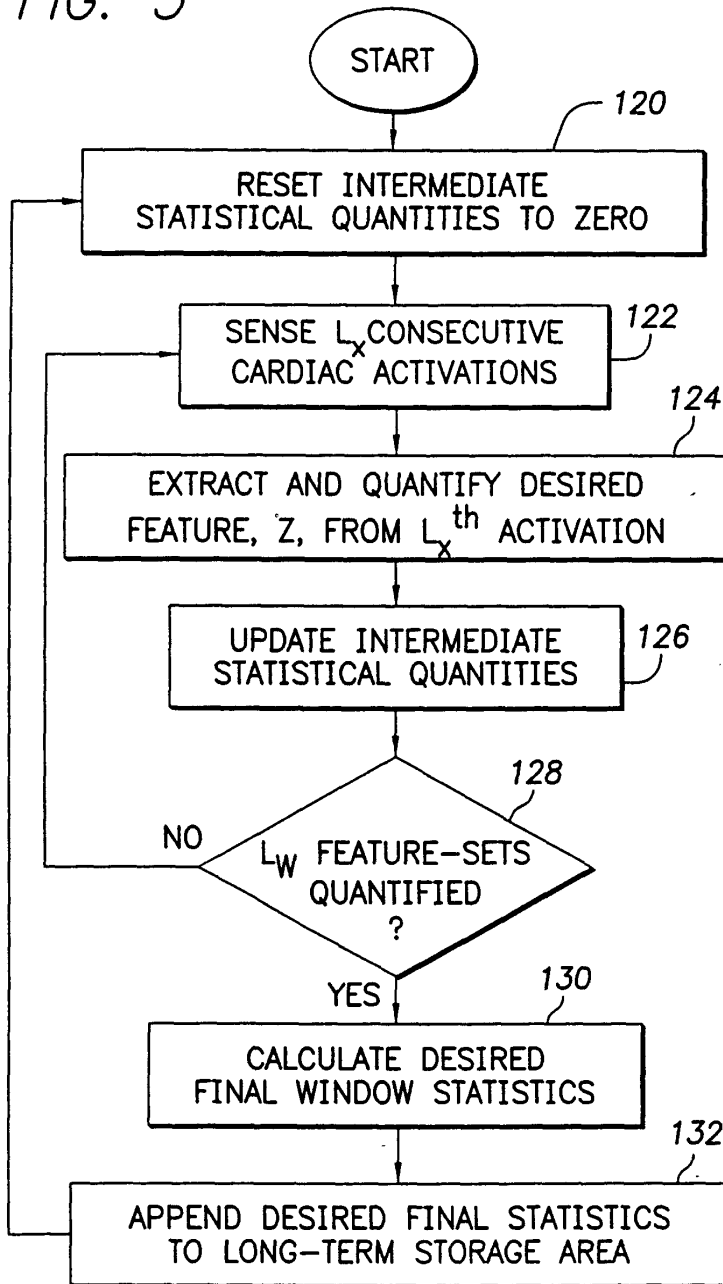 FIG. 5
START
120
RESET INTERMEDIATE
STATISTICAL QUANTITIES TO ZERO
SENSE Lx CONSECUTIVE
CARDIAC ACTIVATIONS
122
124
EXTRACT AND QUANTIFY DESIRED
FEATURE, Z, FROM Lx th ACTIVATION
UPDATE INTERMEDIATE
STATISTICAL QUANTITIES
126
128
NO
LW FEATURE-SETS
QUANTIFIED
?
YES
130
CALCULATE DESIRED
FINAL WINDOW STATISTICS
132
APPEND DESIRED FINAL STATISTICS
TO LONG-TERM STORAGE AREA